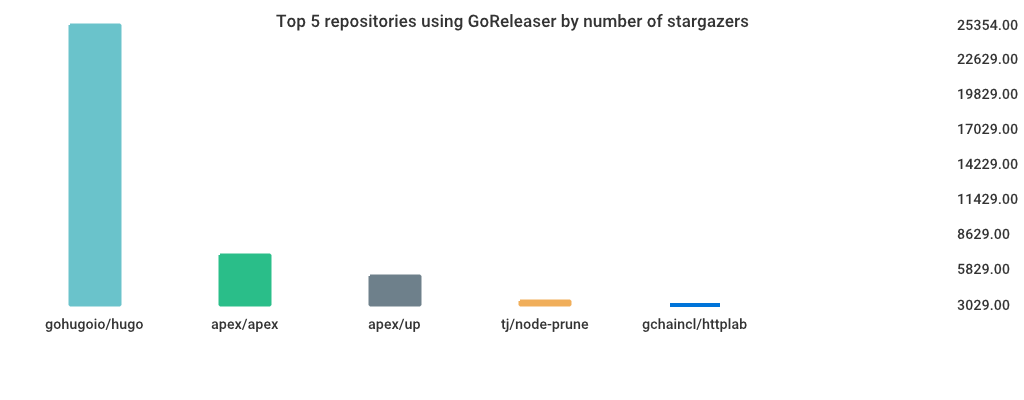 Top 5 repositories using GoReleaser by number of stargazers
25354.00
22629.00
19829.00
17029.00
14229.00
11429.00
8629.00
5829.00
3029.00
gohugoio/hugo
apex/apex
apex/up
tj/node-prune
gchaincl/httplab